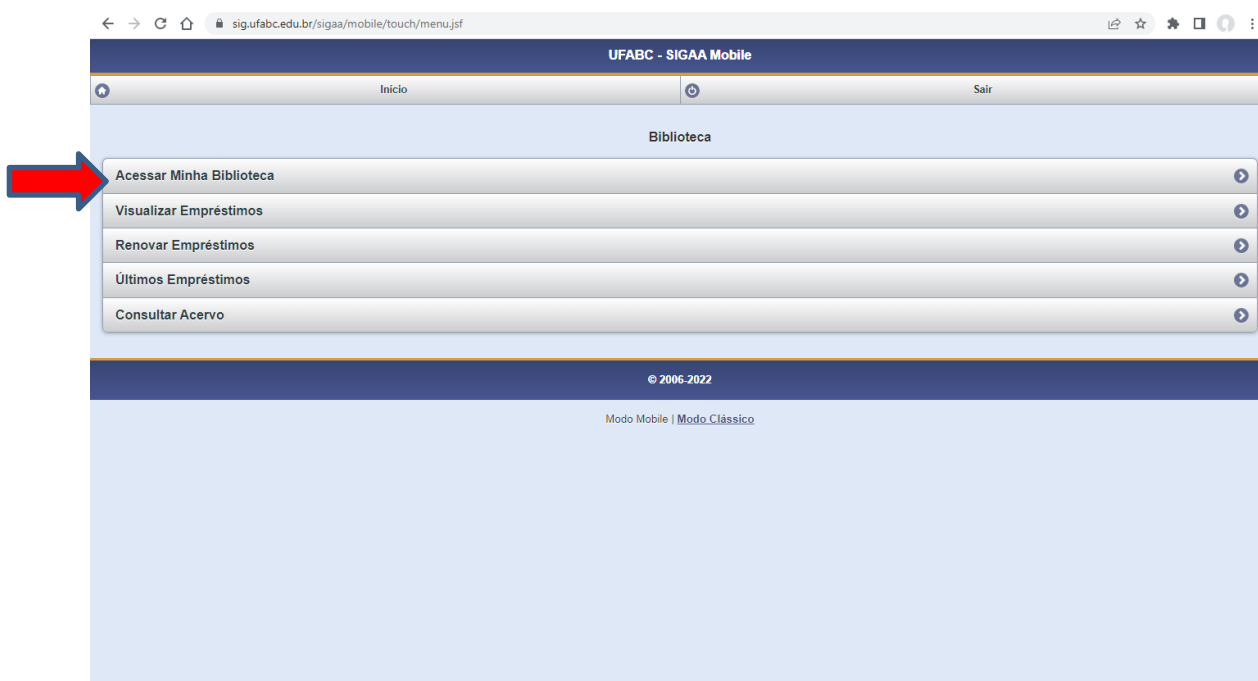 sig.ufabc.edu.br/sigaa/mobile/touch/menu.jsf
UFABC - SIGAA Mobile
Início Sair
Biblioteca
Acessar Minha Biblioteca
Visualizar Empréstimos
Renovar Empréstimos
Últimos Empréstimos
Consultar Acervo
© 2006-2022
Modo Mobile | Modo Clássico